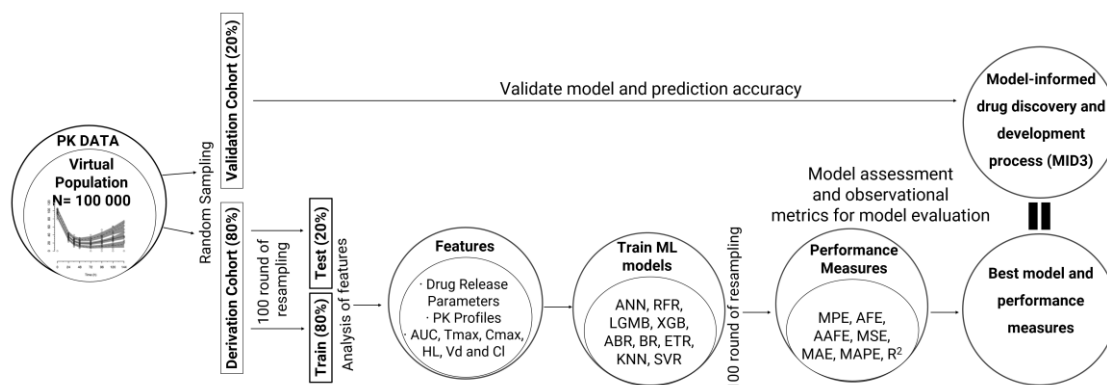 PK DATA
Virtual
Population
N= 100 000
Random Sampling
Validation Cohort (20%)
Derivation Cohort (80%)
Validate model and prediction accuracy
100 round of
resampling
Test (20%)
Train (80%)
Analysis of features
Features
· Drug Release
Parameters
· PK Profiles
· AUC, Tmax, Cmax,
HL, Vd and Cl
Train ML
models
ANN, RFR,
LGMB, XGB,
ABR, BR, ETR,
KNN, SVR
00 round of resampling
Model assessment
and observational
metrics for model evaluation
Performance
Measures
MPE, AFE,
AAFE, MSE,
MAE, MAPE, R²
Model-informed
drug discovery and
development
process (MID3)
Best model and
performance
measures